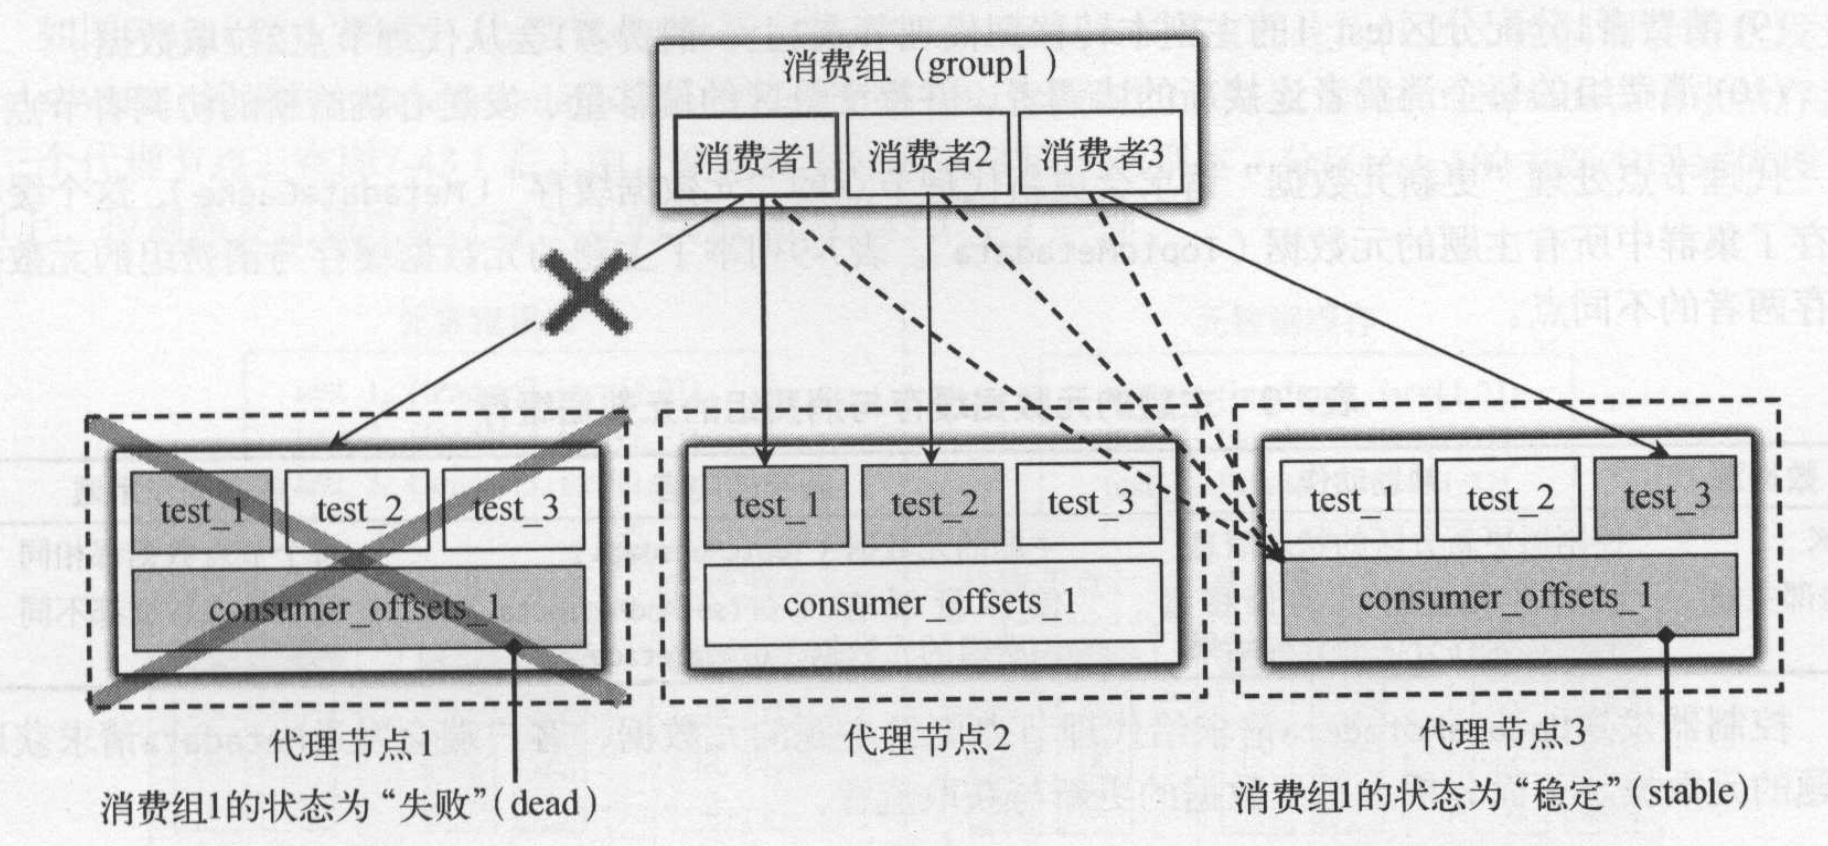 消费组（group1）
消费者1 消费者2 消费者3
test_1 test_2 test_3
consumer_offsets_1
代理节点1
消费组1的状态为“失败”（dead）
test_1 test_2 test_3
consumer_offsets_1
代理节点2
test_1 test_2 test_3
consumer_offsets_1
代理节点3
消费组1的状态为“稳定”（stable）